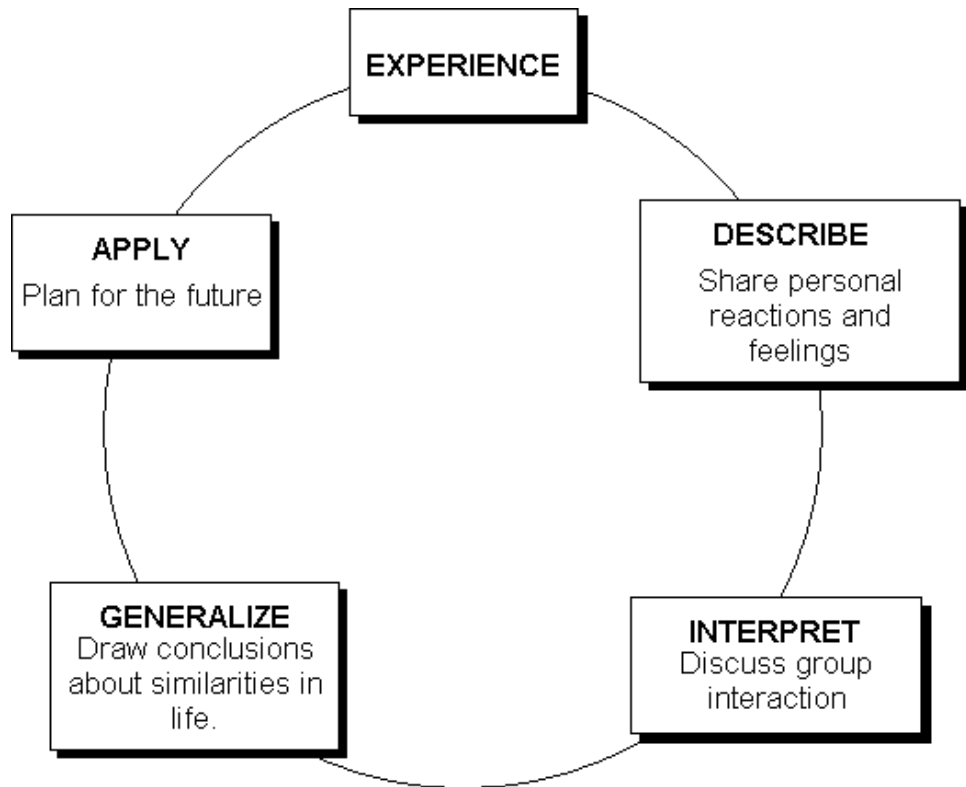 EXPERIENCE
DESCRIBE
Share personal
reactions and
feelings
INTERPRET
Discuss group
interaction
GENERALIZE
Draw conclusions
about similarities in
life.
APPLY
Plan for the future